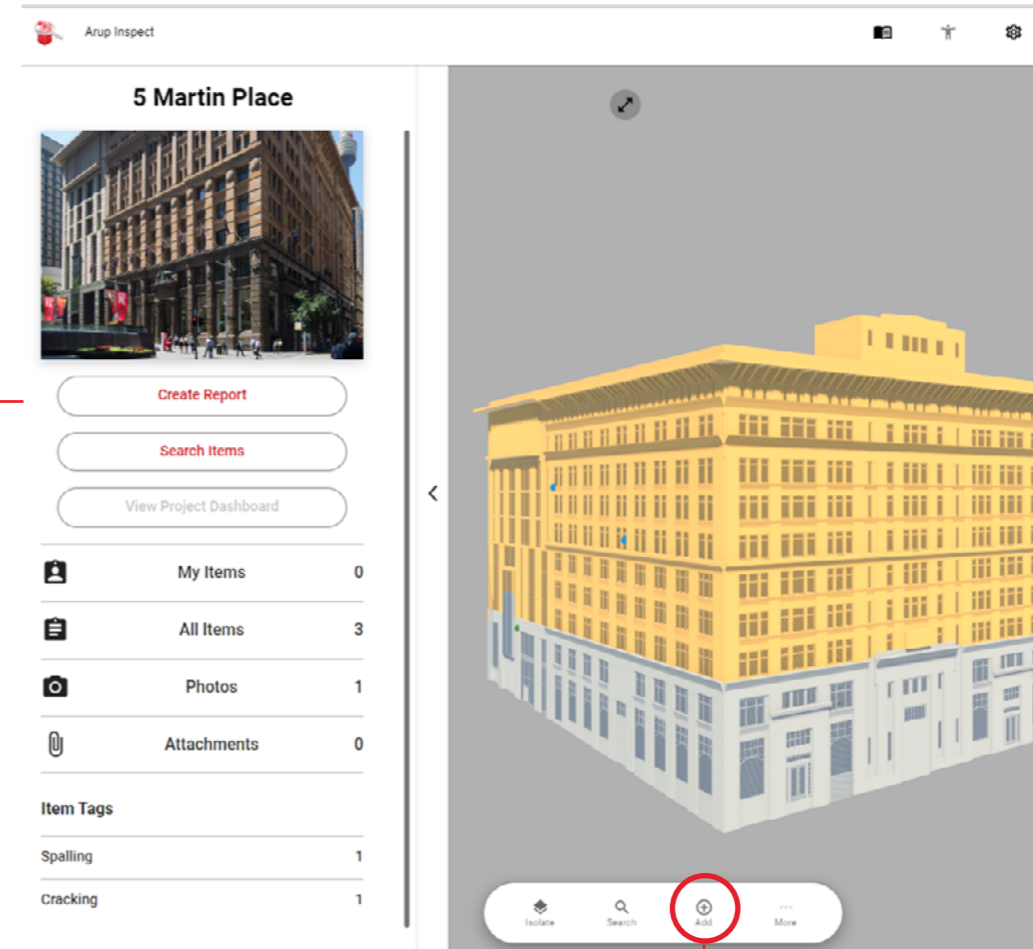 Arup Inspect
5 Martin Place
Create Report
Search Items
View Project Dashboard
My Items 0
All Items 3
Photos 1
Attachments 0
Item Tags
Spalling 1
Cracking 1
Isolate Search Add More